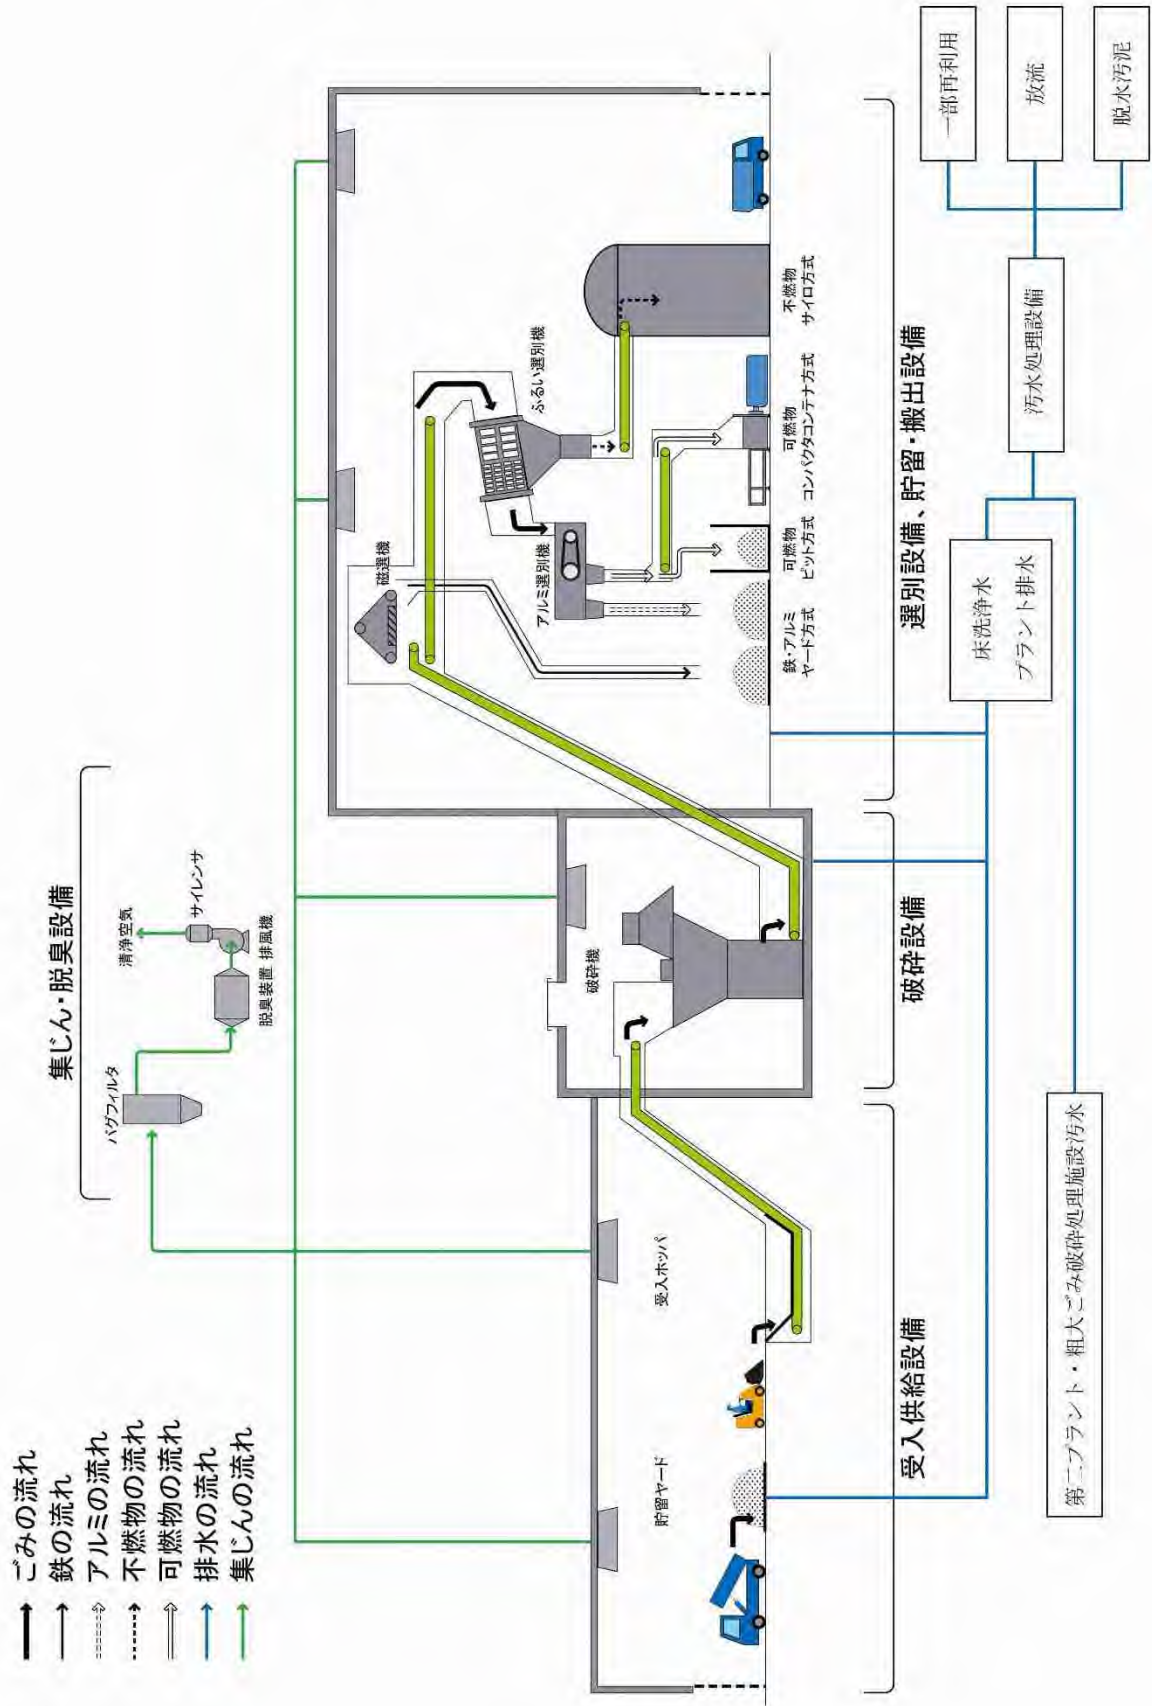 ごみの流れ
鉄の流れ
アルミの流れ
不燃物の流れ
可燃物の流れ
排水の流れ
集じんの流れ
集じん・脱臭設備
バグフィルタ
清浄空気
サイレンサ
脱臭装置
排風機
貯留ヤード
受入ホッパ
破砕機
磁選機
ふるい選別機
アルミ選別機
鉄・アルミ
ヤード方式
可燃物
ピット方式
可燃物
コンパクタコンテナ方式
不燃物
サイロ方式
受入供給設備
破砕設備
選別設備、貯留・搬出設備
床洗浄水
プラント排水
第二プラント・粗大ごみ破砕処理施設汚水
汚水処理設備
一部再利用
放流
脱水汚泥